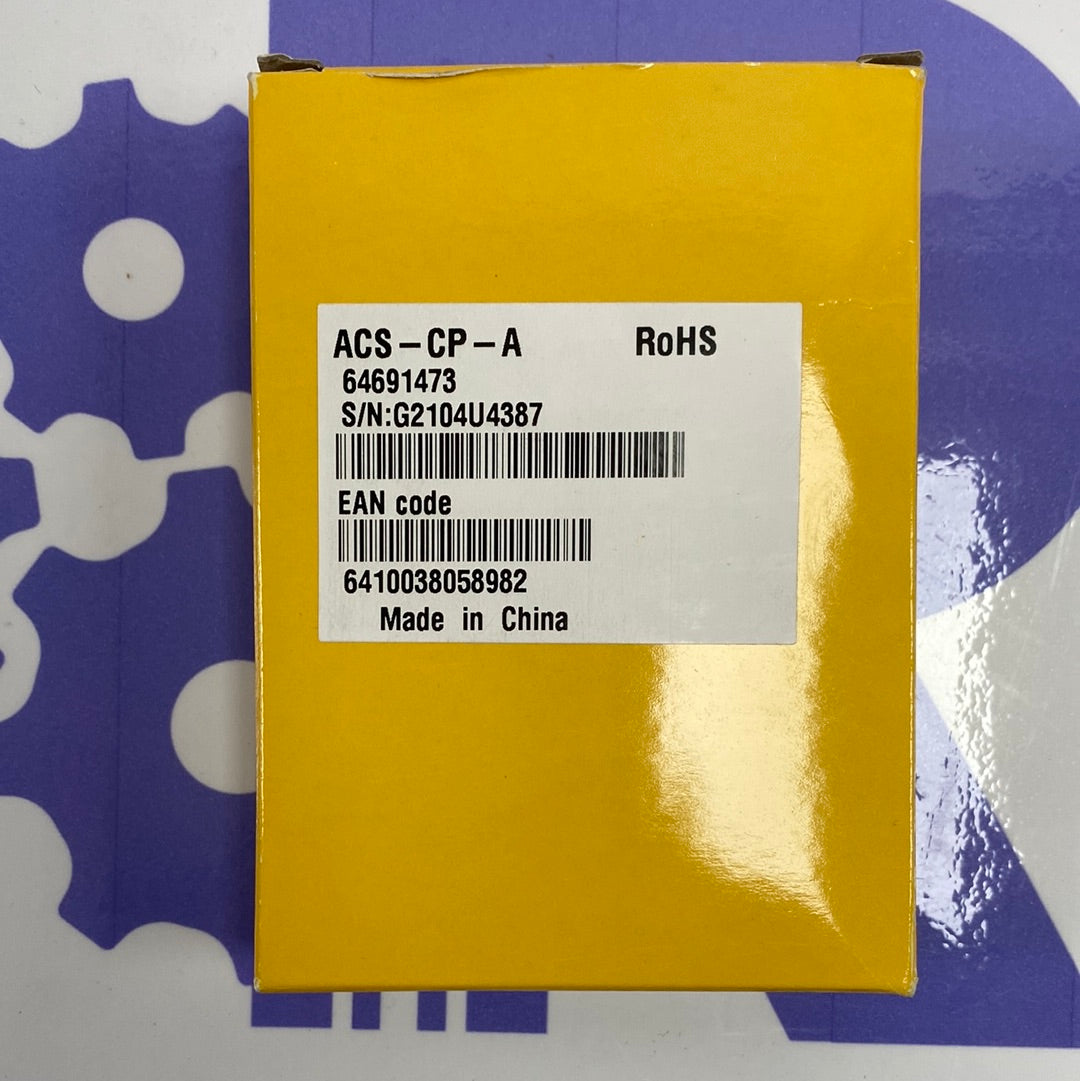 ACS-CP-A RoHS
64691473
S/N:G2104U4387
EAN code
6410038058982
Made in China